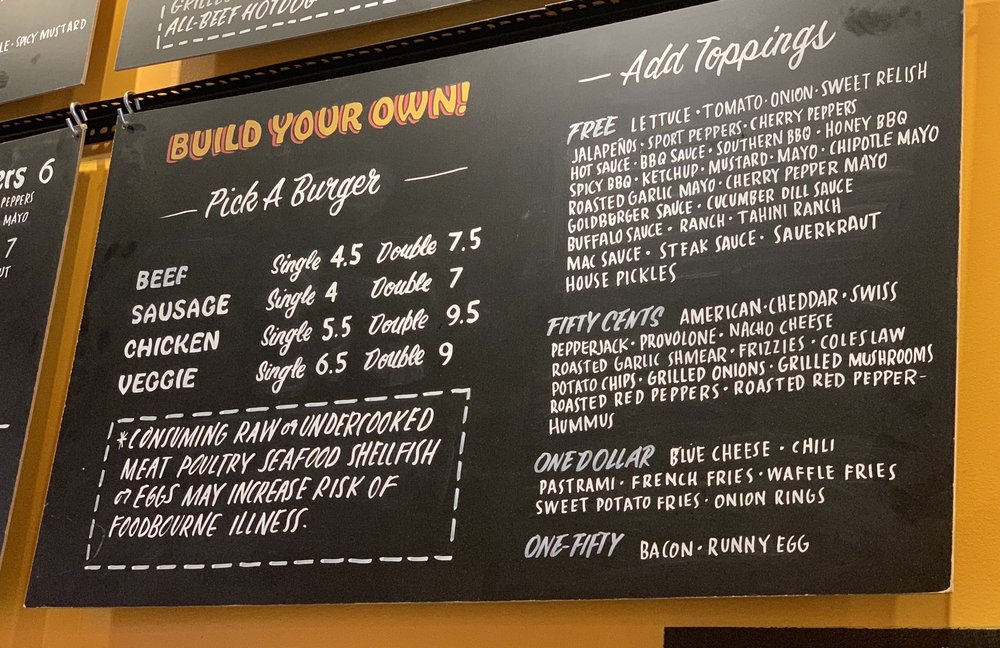 GRILLED
ALL-BEEF HOTDOG
SPICY MUSTARD
6
PEPPERS
MAYO
7
BUILD YOUR OWN!
Pick A Burger
BEEF Single 4.5 Double 7.5
SAUSAGE Single 4 Double 7
CHICKEN Single 5.5 Double 9.5
VEGGIE Single 6.5 Double 9
*CONSUMING RAW or UNDERCOOKED
MEAT POULTRY SEAFOOD SHELLFISH
or EGGS MAY INCREASE RISK OF
FOODBOURNE ILLNESS.
Add Toppings
FREE LETTUCE • TOMATO • ONION • SWEET RELISH
JALAPEÑOS • SPORT PEPPERS • CHERRY PEPPERS
HOT SAUCE • BBQ SAUCE • SOUTHERN BBQ • HONEY BBQ
SPICY BBQ • KETCHUP • MUSTARD • MAYO • CHIPOTLE MAYO
ROASTED GARLIC MAYO • CHERRY PEPPER MAYO
GOLDBERGER SAUCE • CUCUMBER DILL SAUCE
BUFFALO SAUCE • RANCH • TAHINI RANCH
MAC SAUCE • STEAK SAUCE • SAUERKRAUT
HOUSE PICKLES
FIFTY CENTS AMERICAN • CHEDDAR • SWISS
PEPPERJACK • PROVOLONE • NACHO CHEESE
ROASTED GARLIC SHMEAR • FRIZZIES • COLESLAW
POTATO CHIPS • GRILLED ONIONS • GRILLED MUSHROOMS
ROASTED RED PEPPERS • ROASTED RED PEPPER-
HUMMUS
ONE DOLLAR BLUE CHEESE • CHILI
PASTRAMI • FRENCH FRIES • WAFFLE FRIES
SWEET POTATO FRIES • ONION RINGS
ONE-FIFTY BACON • RUNNY EGG